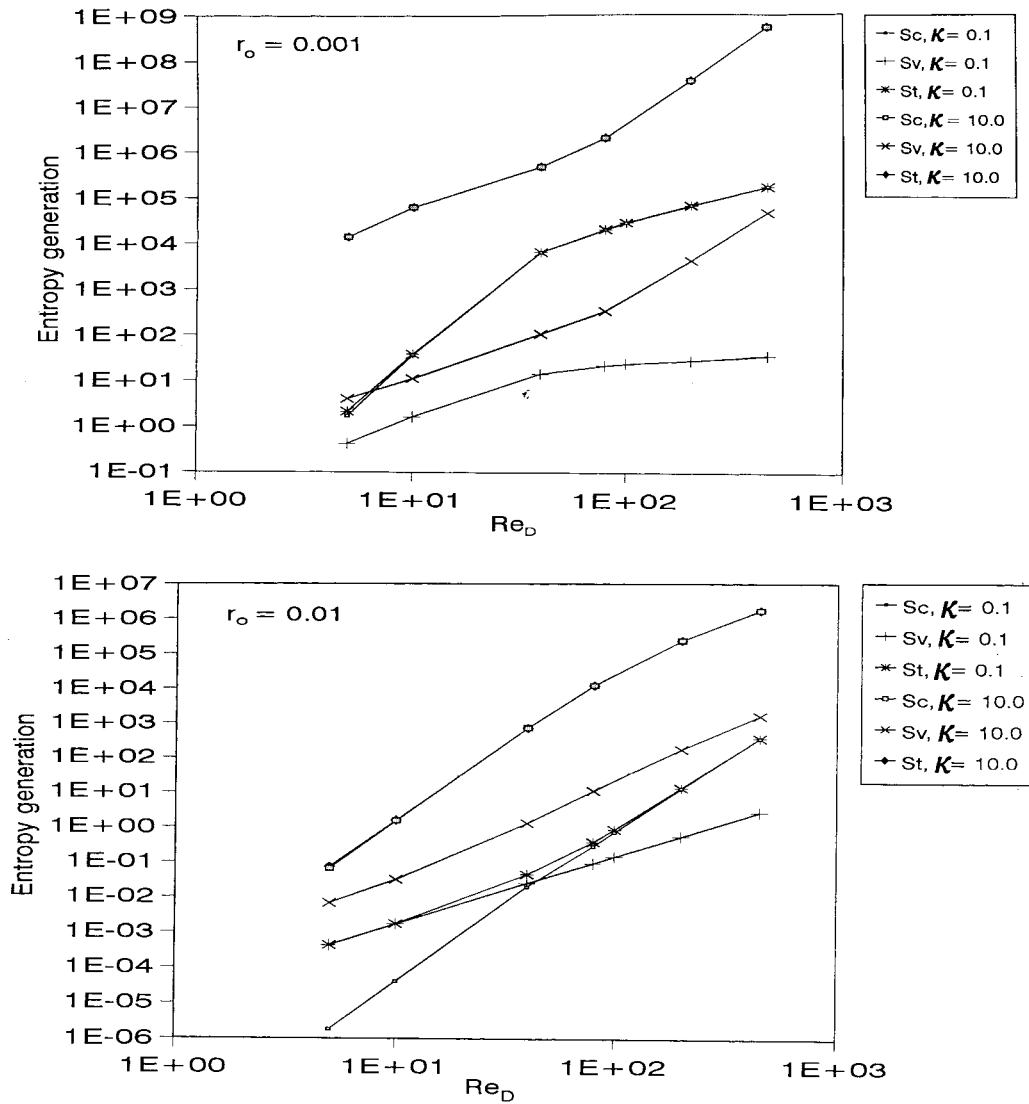 1E+09
1E+08
1E+07
1E+06
1E+05
1E+04
1E+03
1E+02
1E+01
1E+00
1E-01
Entropy generation
r₀ = 0.001
1E+00 1E+01 1E+02 1E+03
Re_D
Sc, K= 0.1
Sv, K= 0.1
St, K= 0.1
Sc, K= 10.0
Sv, K= 10.0
St, K= 10.0
1E+07
1E+06
1E+05
1E+04
1E+03
1E+02
1E+01
1E+00
1E-01
1E-02
1E-03
1E-04
1E-05
1E-06
Entropy generation
r₀ = 0.01
1E+00 1E+01 1E+02 1E+03
Re_D
Sc, K= 0.1
Sv, K= 0.1
St, K= 0.1
Sc, K= 10.0
Sv, K= 10.0
St, K= 10.0